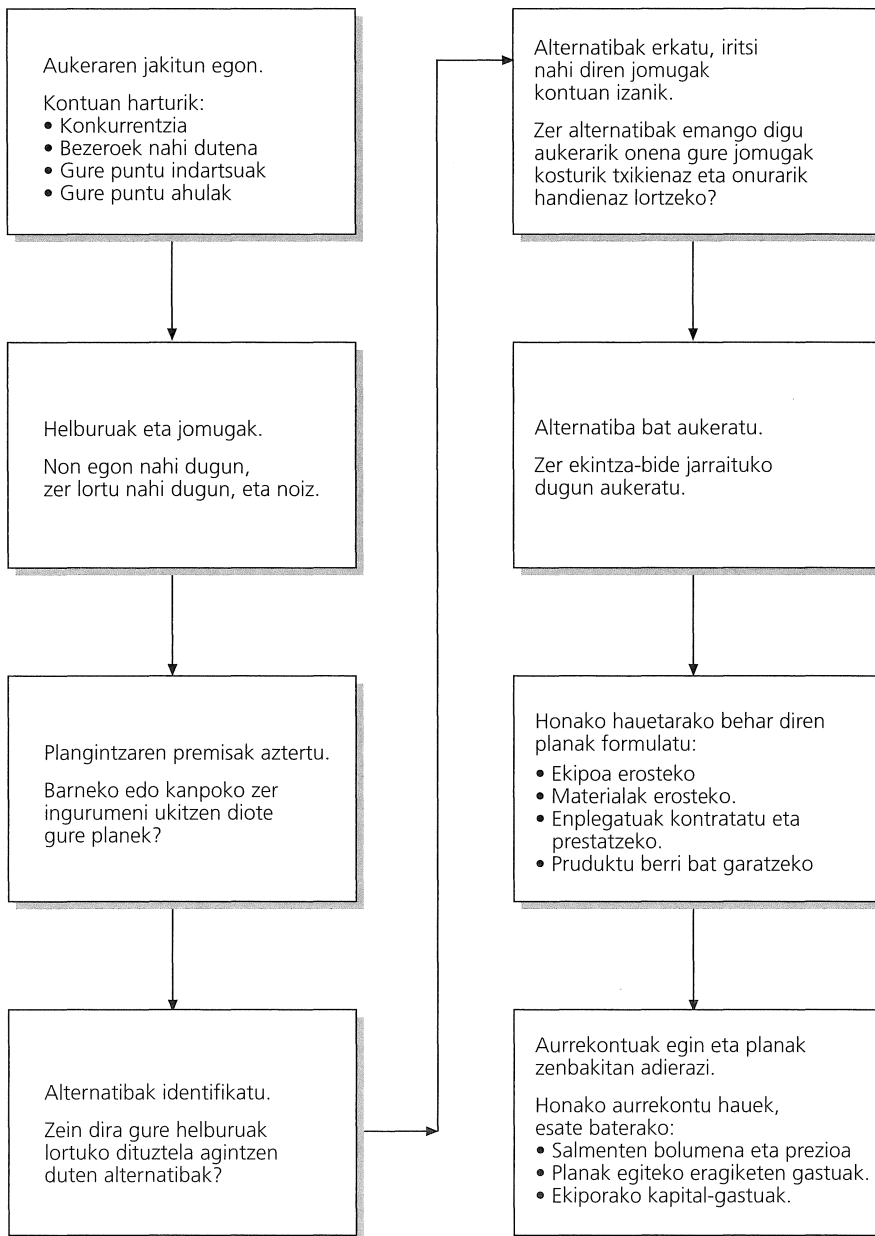 Aukeraren jakitun egon.
Kontuan harturik:
• Konkurrentzia
• Bezeroek nahi dutena
• Gure puntu indartsuak
• Gure puntu ahulak
Helburuak eta jomugak.
Non egon nahi dugun,
zer lortu nahi dugun, eta noiz.
Plangintzaren premisak aztertu.
Barneko edo kanpoko zer
ingurumeni ukitzen diote
gure planek?
Alternatibak identifikatu.
Zein dira gure helburuak
lortuko dituztela agintzen
duten alternatibak?
Alternatibak erkatu, iritsi
nahi diren jomugak
kontuan izanik.
Zer alternatibak emango digu
aukerarik onena gure jomugak
kosturik txikienaz eta onurarik
handienaz lortzeko?
Alternatiba bat aukeratu.
Zer ekintza-bide jarraituko
dugun aukeratu.
Honako hauetarako behar diren
planak formulatu:
• Ekipoa erosteko
• Materialak erosteko.
• Enplegatuak kontratatu eta
prestatzeko.
• Pruduktu berri bat garatzeko
Aurrekontuak egin eta planak
zenbakitan adierazi.
Honako aurrekontu hauek,
esate baterako:
• Salmenten bolumena eta prezioa
• Planak egiteko eragiketen gastuak.
• Ekiporako kapital-gastuak.